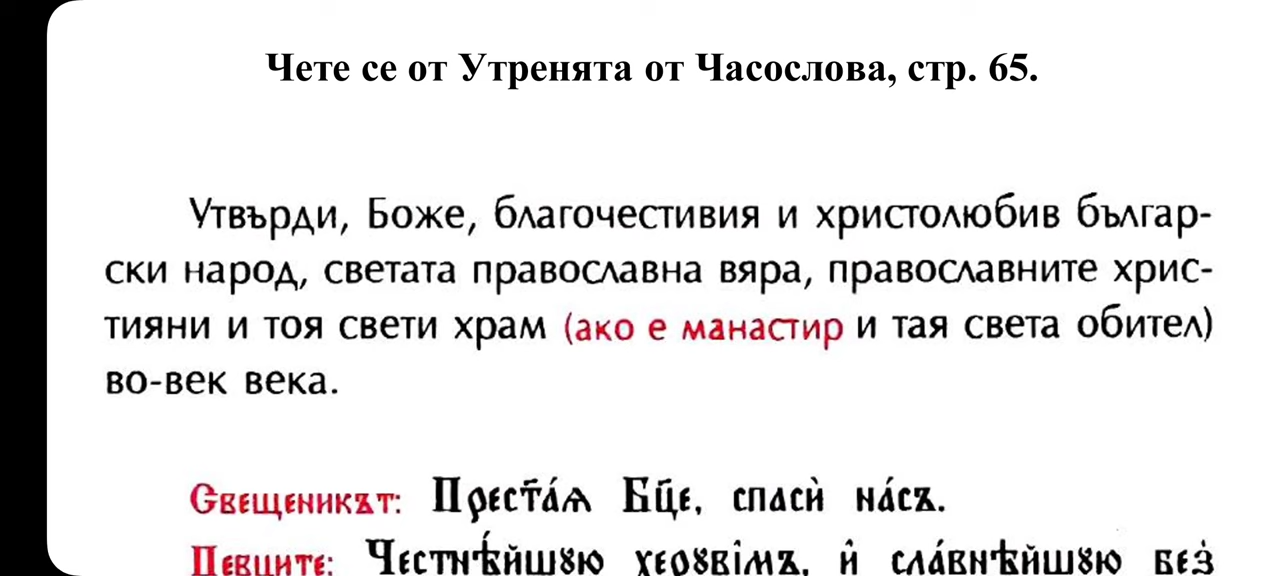 Чете се от Утренята от Часослова, стр. 65.
Утвърди, Боже, благочестивия и христолюбив българ-
ски народ, светата православна вяра, православните хрис-
тияни и тоя свети храм (ако е манастир и тая света обител)
во-век века.
Свещеникът: Прест҃а́ѧ Бц҃е, спаси̇̀ на́съ.
Певците: Честнѣ́йшꙋю херꙋві̑мъ, и҆̂ сла́внѣйшꙋю без̾